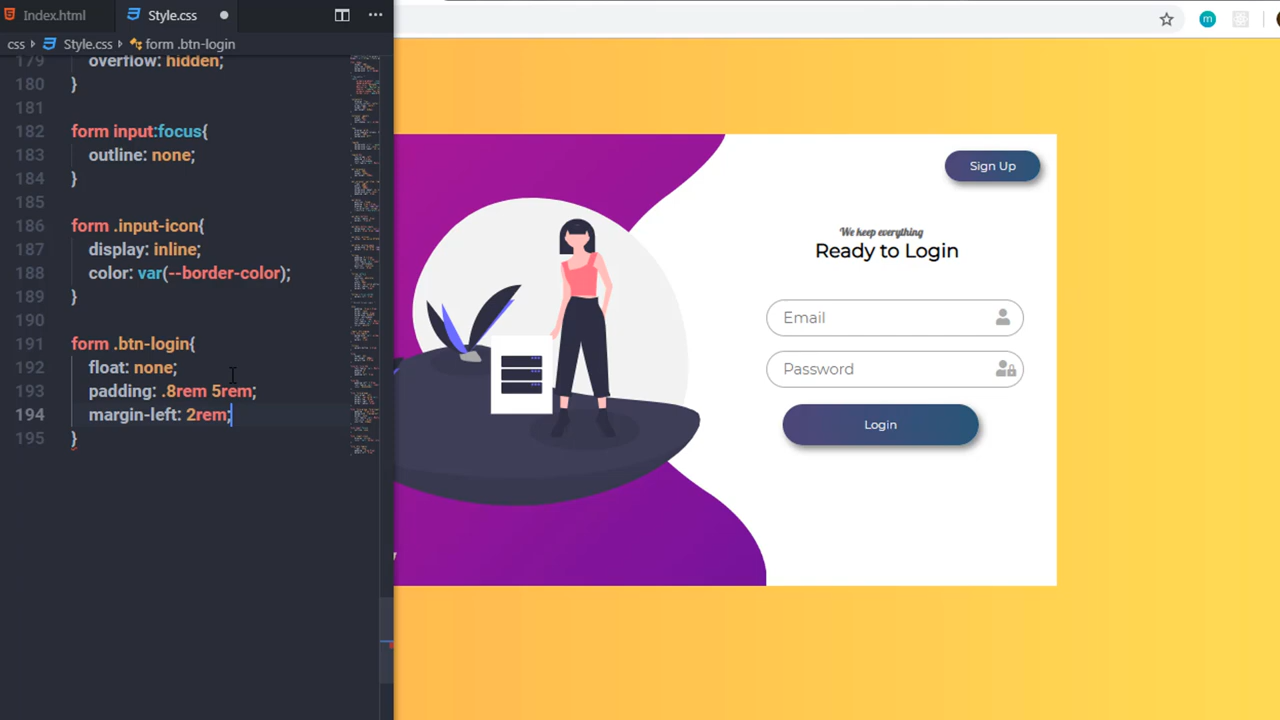 Index.html
Style.css
css
Style.css
form .btn-login
179 overflow: hidden;
180 }
181
182 form input:focus{
183 outline: none;
184 }
185
186 form .input-icon{
187 display: inline;
188 color: var(--border-color);
189 }
190
191 form .btn-login{
192 float: none;
193 padding: .8rem 5rem;
194 margin-left: 2rem;
195 }
m
Sign Up
We keep everything
Ready to Login
Email
Password
Login